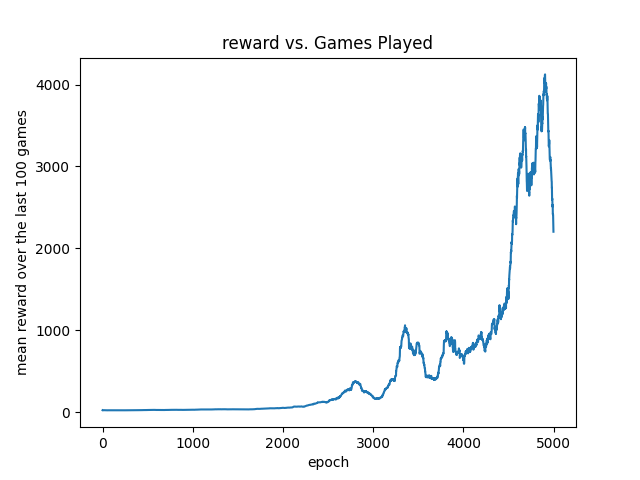 reward vs. Games Played
mean reward over the last 100 games
4000
3000
2000
1000
0
0 1000 2000 3000 4000 5000
epoch